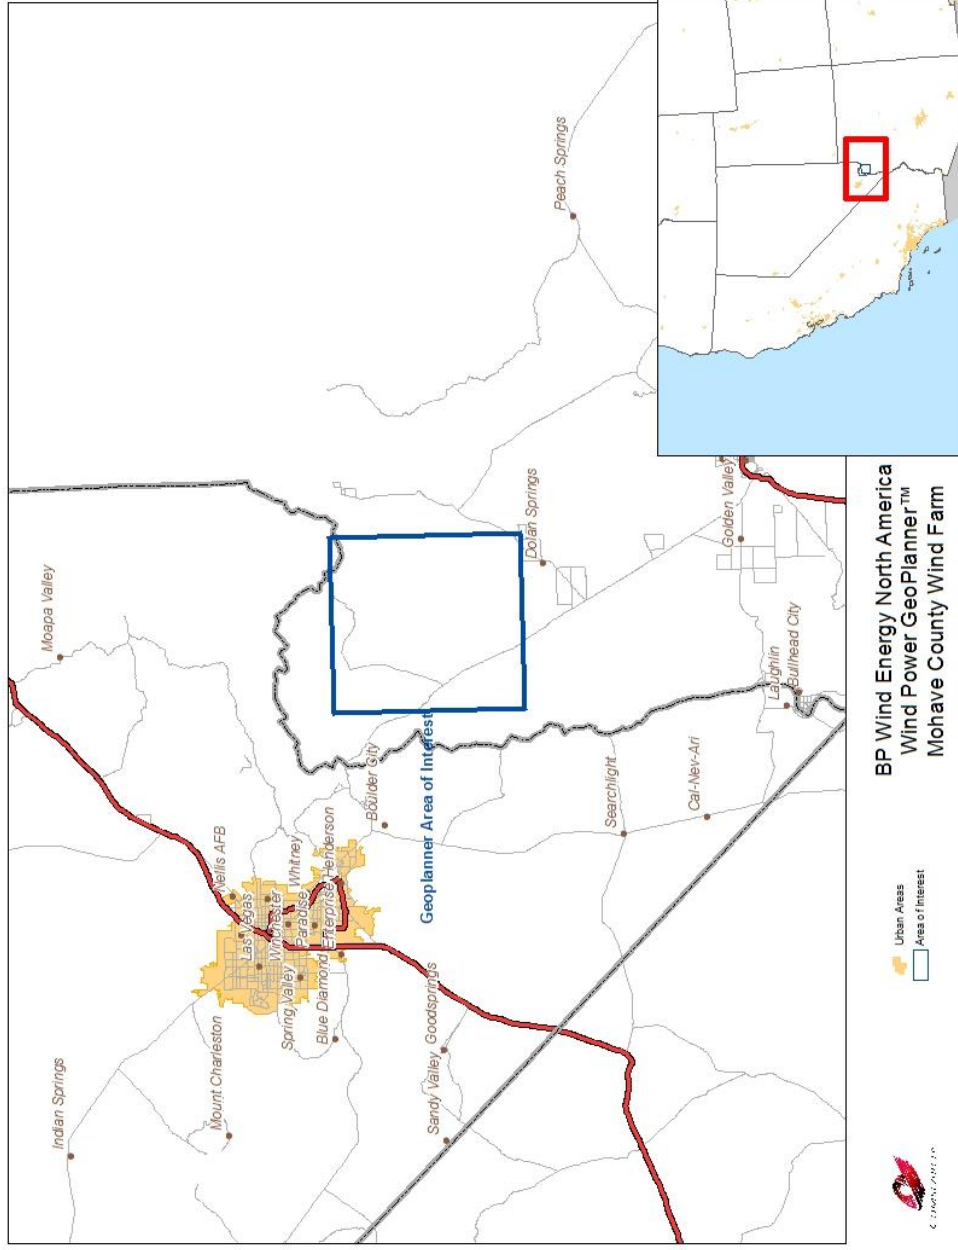 Moapa Valley
Indian Springs
Mount Charleston
Nellis AFB
Las Vegas
Winchester
Spring Valley
Whitney
Paradise
Blue Diamond
Enterprise
Henderson
Boulder City
Geoplanner Area of Interest
Sandy Valley
Goodsprings
Dolan Springs
Peach Springs
Searchlight
Cal-Nev-Ari
Golden Valley
Laughlin
Bullhead City
Urban Areas
Area of Interest
BP Wind Energy North America
Wind Power GeoPlanner™
Mohave County Wind Farm